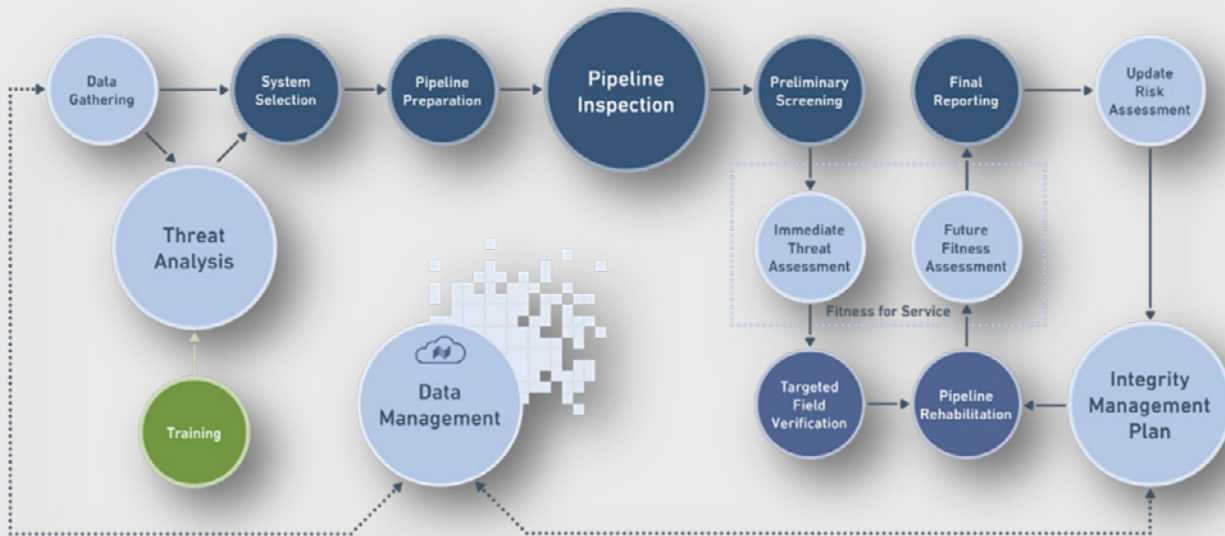 Data
Gathering
System
Selection
Pipeline
Preparation
Pipeline
Inspection
Preliminary
Screening
Final
Reporting
Update
Risk
Assessment
Threat
Analysis
Immediate
Threat
Assessment
Future
Fitness
Assessment
Fitness for Service
Training
Data
Management
Targeted
Field
Verification
Pipeline
Rehabilitation
Integrity
Management
Plan